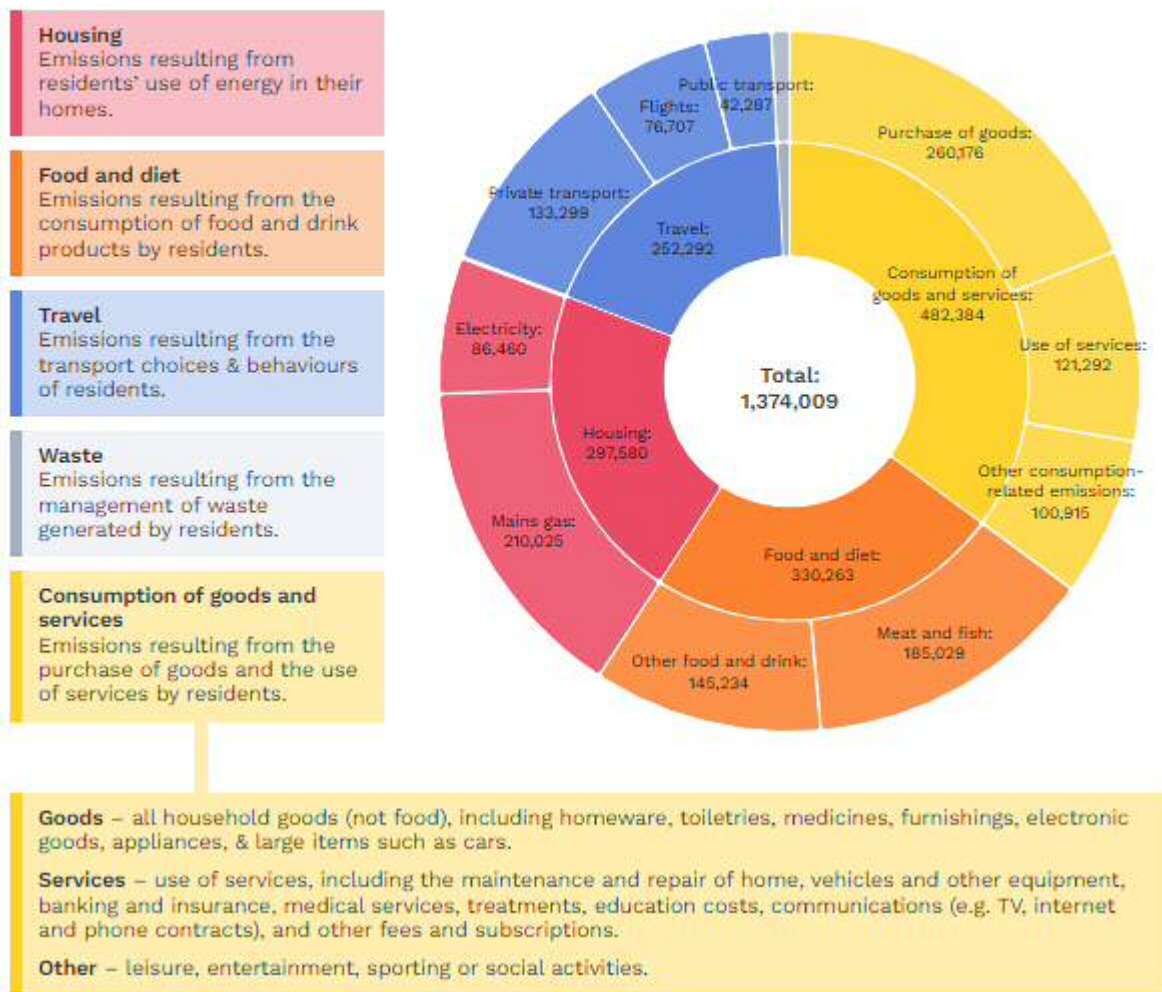 Housing
Emissions resulting from
residents' use of energy in their
homes.
Food and diet
Emissions resulting from the
consumption of food and drink
products by residents.
Travel
Emissions resulting from the
transport choices & behaviours
of residents.
Waste
Emissions resulting from the
management of waste
generated by residents.
Consumption of goods and
services
Emissions resulting from the
purchase of goods and the use
of services by residents.
Public transport:
42,287
Flights:
76,707
Private transport:
133,299
Travel:
252,292
Purchase of goods:
260,176
Consumption of
goods and services:
482,384
Use of services:
121,292
Other consumption-
related emissions:
100,915
Electricity:
86,460
Housing:
297,580
Mains gas:
210,025
Total:
1,374,009
Food and diet:
330,263
Meat and fish:
185,029
Other food and drink:
145,234
Goods – all household goods (not food), including homeware, toiletries, medicines, furnishings, electronic
goods, appliances, & large items such as cars.
Services – use of services, including the maintenance and repair of home, vehicles and other equipment,
banking and insurance, medical services, treatments, education costs, communications (e.g. TV, internet
and phone contracts), and other fees and subscriptions.
Other – leisure, entertainment, sporting or social activities.